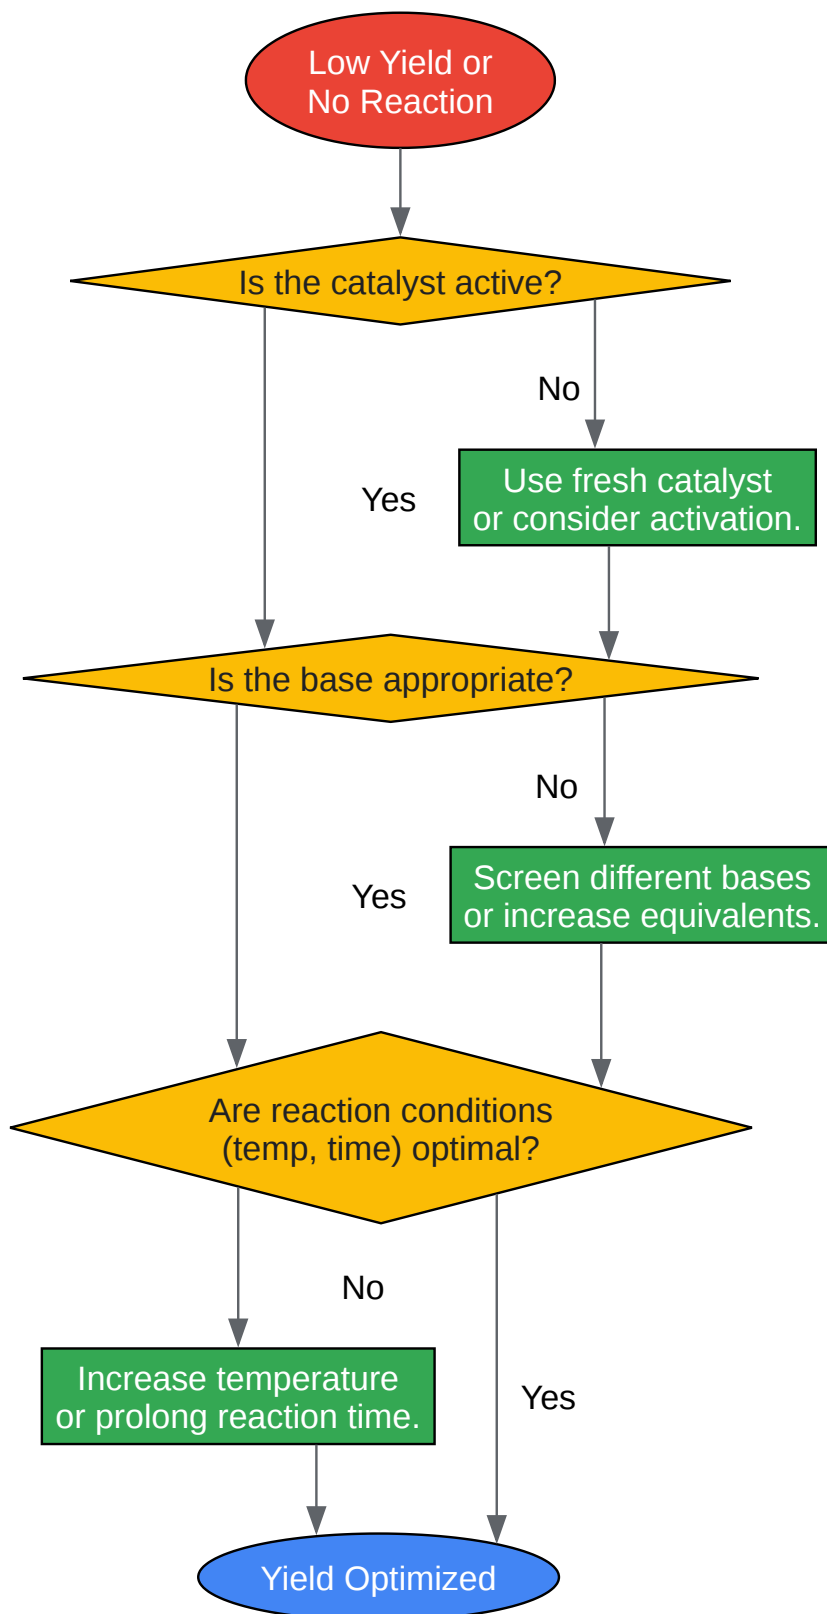 Low Yield or
No Reaction
Is the catalyst active?
No
Yes
Use fresh catalyst
or consider activation.
Is the base appropriate?
No
Yes
Screen different bases
or increase equivalents.
Are reaction conditions
(temp, time) optimal?
No
Increase temperature
or prolong reaction time.
Yes
Yield Optimized